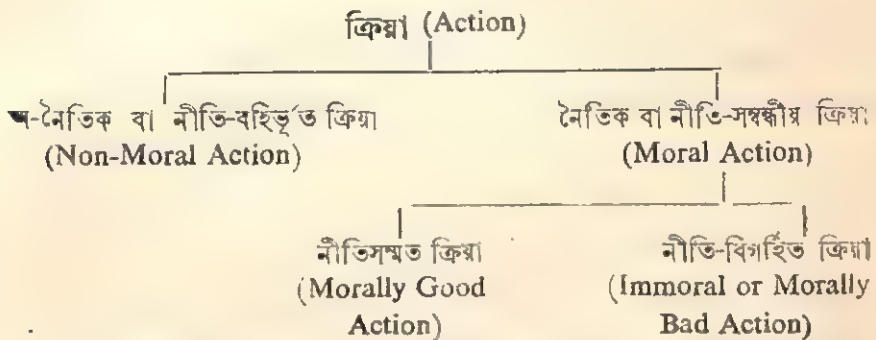 ক্রিয়া (Action)
অ-নৈতিক বা নীতি-বহির্ভূত ক্রিয়া
(Non-Moral Action)
নৈতিক বা নীতি-সম্বন্ধীয় ক্রিয়া
(Moral Action)
নীতিসম্মত ক্রিয়া
(Morally Good
Action)
নীতি-বিগর্হিত ক্রিয়া
(Immoral or Morally
Bad Action)